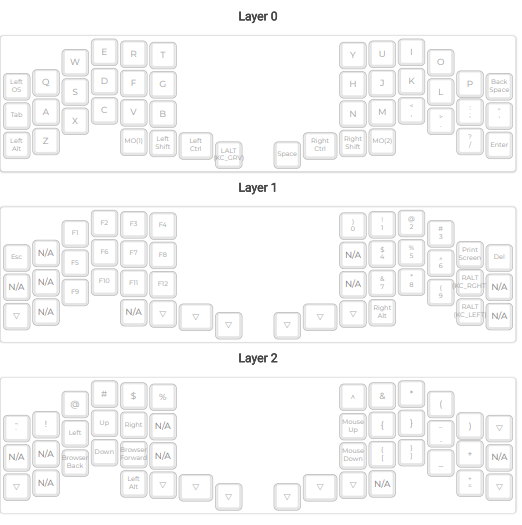 Layer 0
E R T Y U I
W O
Left OS Q P Back Space
D F G H J K
S L
Tab A : ;
C V B N M < ,
X > .
Left Alt Z ? / Enter
MO(1) Left Shift Left Ctrl LALT (KC_GRV) Space Right Ctrl Right Shift MO(2)
Layer 1
F2 F3 F4 ) 0 ! 1 @ 2
F1 # 3
Esc N/A Print Screen Del
F6 F7 F8 N/A $ 4 % 5
F5 ^ 6
N/A N/A RALT (KC_RGHT) N/A
F10 F11 F12 N/A & 7 * 8
F9 ( 9
▽ N/A RALT (KC_LEFT) N/A
N/A ▽ ▽ ▽ ▽ ▽ ▽ Right Alt
Layer 2
# $ % ^ & *
@ (
! ) ▽
Up Right N/A Mouse Up { }
Left
N/A N/A + N/A
Down Browser Forward N/A Mouse Down { [ } ]
Browser Back _
▽ N/A + = N/A
Left Alt ▽ ▽ ▽ ▽ ▽ ▽ N/A